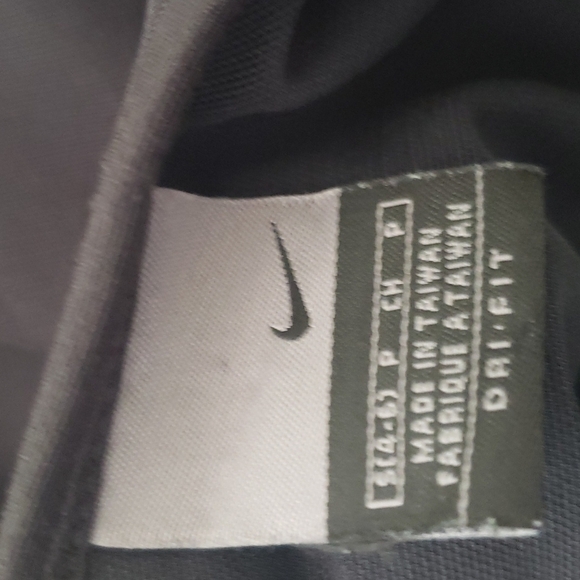 S(4-6) P CH P
MADE IN TAIWAN
FABRIQUE A TAIWAN
DRI-FIT